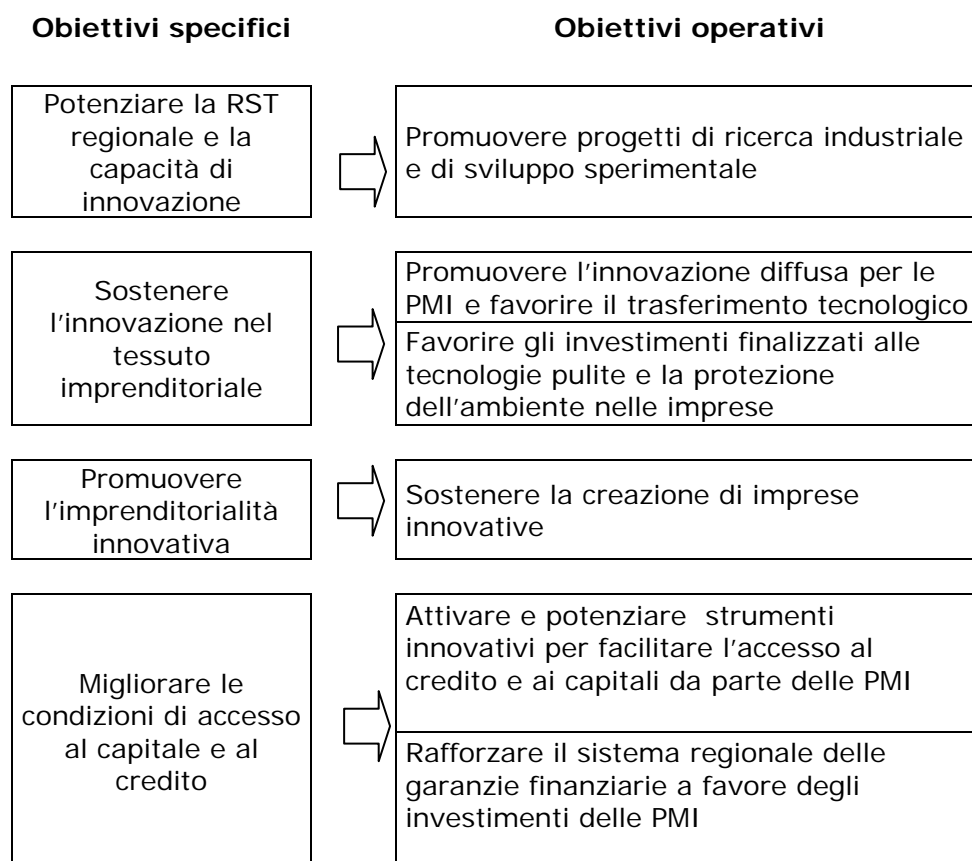 Obiettivi specifici
Obiettivi operativi
Potenziare la RST
regionale e la
capacità di
innovazione
Promuovere progetti di ricerca industriale
e di sviluppo sperimentale
Sostenere
l'innovazione nel
tessuto
imprenditoriale
Promuovere l'innovazione diffusa per le
PMI e favorire il trasferimento tecnologico
Favorire gli investimenti finalizzati alle
tecnologie pulite e la protezione
dell'ambiente nelle imprese
Promuovere
l'imprenditorialità
innovativa
Sostenere la creazione di imprese
innovative
Migliorare le
condizioni di accesso
al capitale e al
credito
Attivare e potenziare  strumenti
innovativi per facilitare l'accesso al
credito e ai capitali da parte delle PMI
Rafforzare il sistema regionale delle
garanzie finanziarie a favore degli
investimenti delle PMI